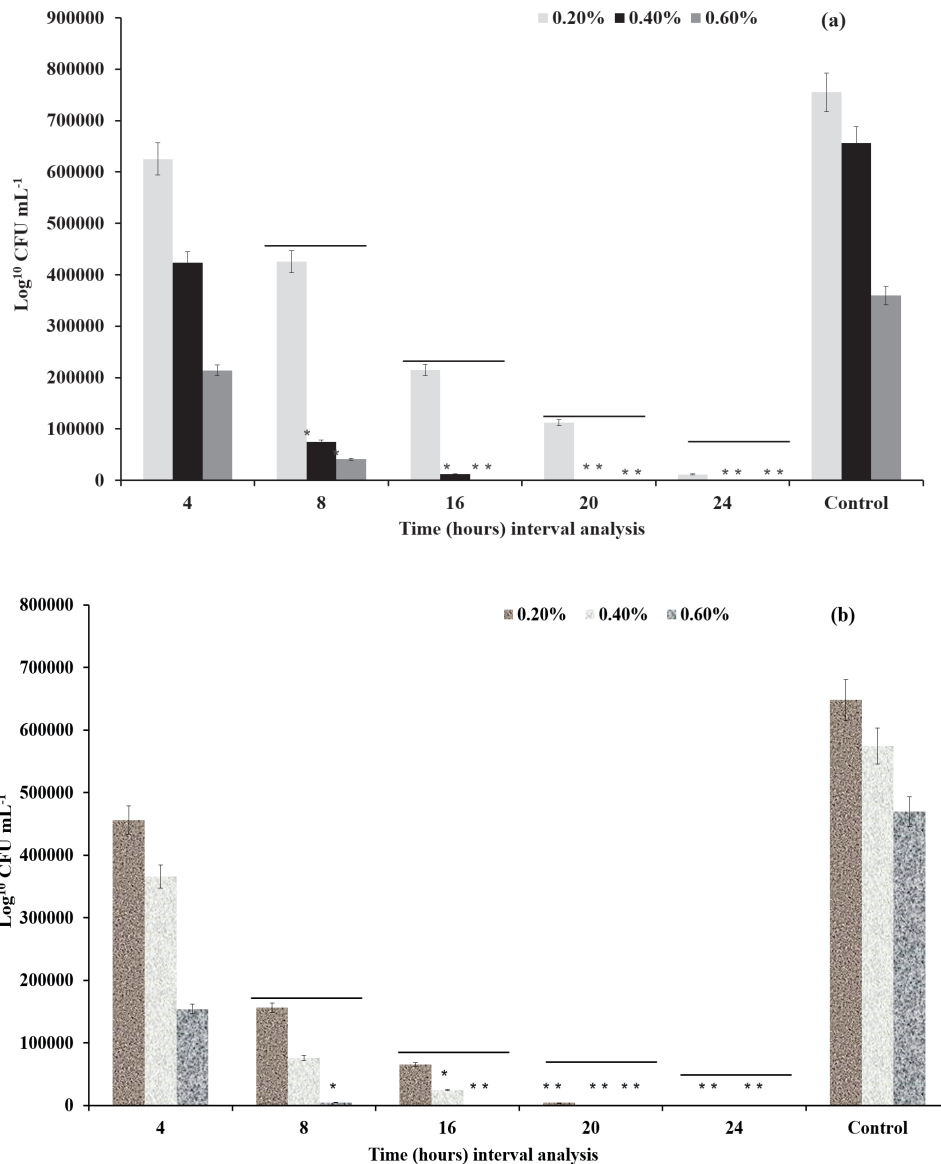 900000
0.20% 0.40% 0.60% (a)
800000
700000
600000
500000
400000
300000
200000
100000
0
Log¹⁰ CFU mL⁻¹
* * * * *
* * * *
* * * *
4 8 16 20 24 Control
Time (hours) interval analysis
800000
0.20% 0.40% 0.60% (b)
700000
600000
500000
400000
300000
200000
100000
0
Log¹⁰ CFU mL⁻¹
* * * *
* * * * * *
* * * *
4 8 16 20 24 Control
Time (hours) interval analysis